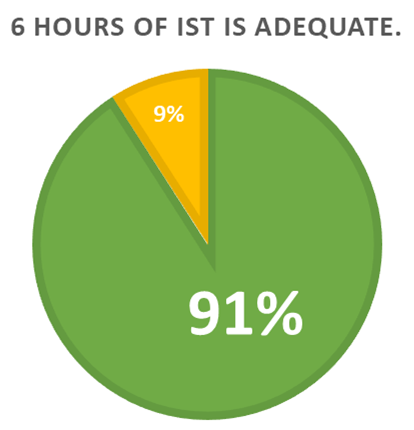 6 HOURS OF IST IS ADEQUATE.
9%
91%